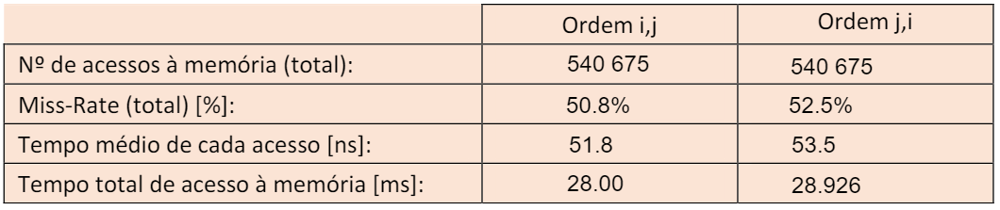 Ordem i,j Ordem j,i
Nº de acessos à memória (total): 540 675 540 675
Miss-Rate (total) [%]: 50.8% 52.5%
Tempo médio de cada acesso [ns]: 51.8 53.5
Tempo total de acesso à memória [ms]: 28.00 28.926